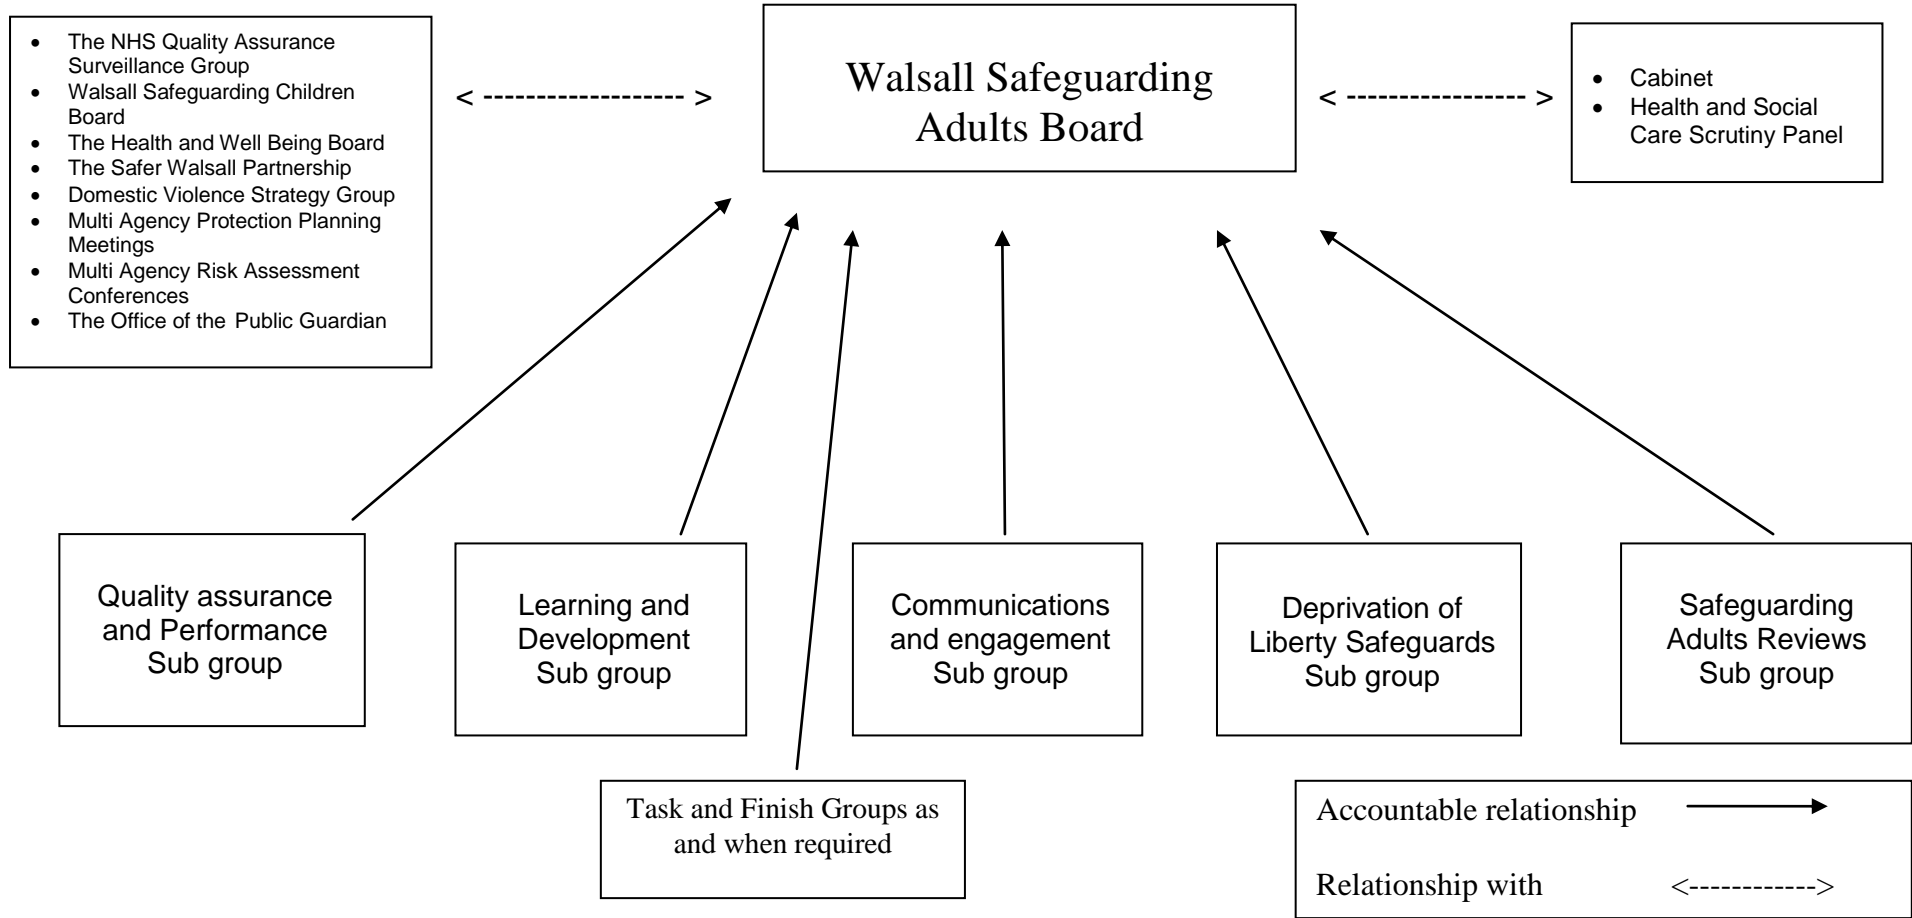 • The NHS Quality Assurance
Surveillance Group
• Walsall Safeguarding Children
Board
• The Health and Well Being Board
• The Safer Walsall Partnership
• Domestic Violence Strategy Group
• Multi Agency Protection Planning
Meetings
• Multi Agency Risk Assessment
Conferences
• The Office of the Public Guardian
< ------------------- >
Walsall Safeguarding
Adults Board
< --------------- >
• Cabinet
• Health and Social
Care Scrutiny Panel
Quality assurance
and Performance
Sub group
Learning and
Development
Sub group
Communications
and engagement
Sub group
Deprivation of
Liberty Safeguards
Sub group
Safeguarding
Adults Reviews
Sub group
Task and Finish Groups as
and when required
Accountable relationship
Relationship with <------------>